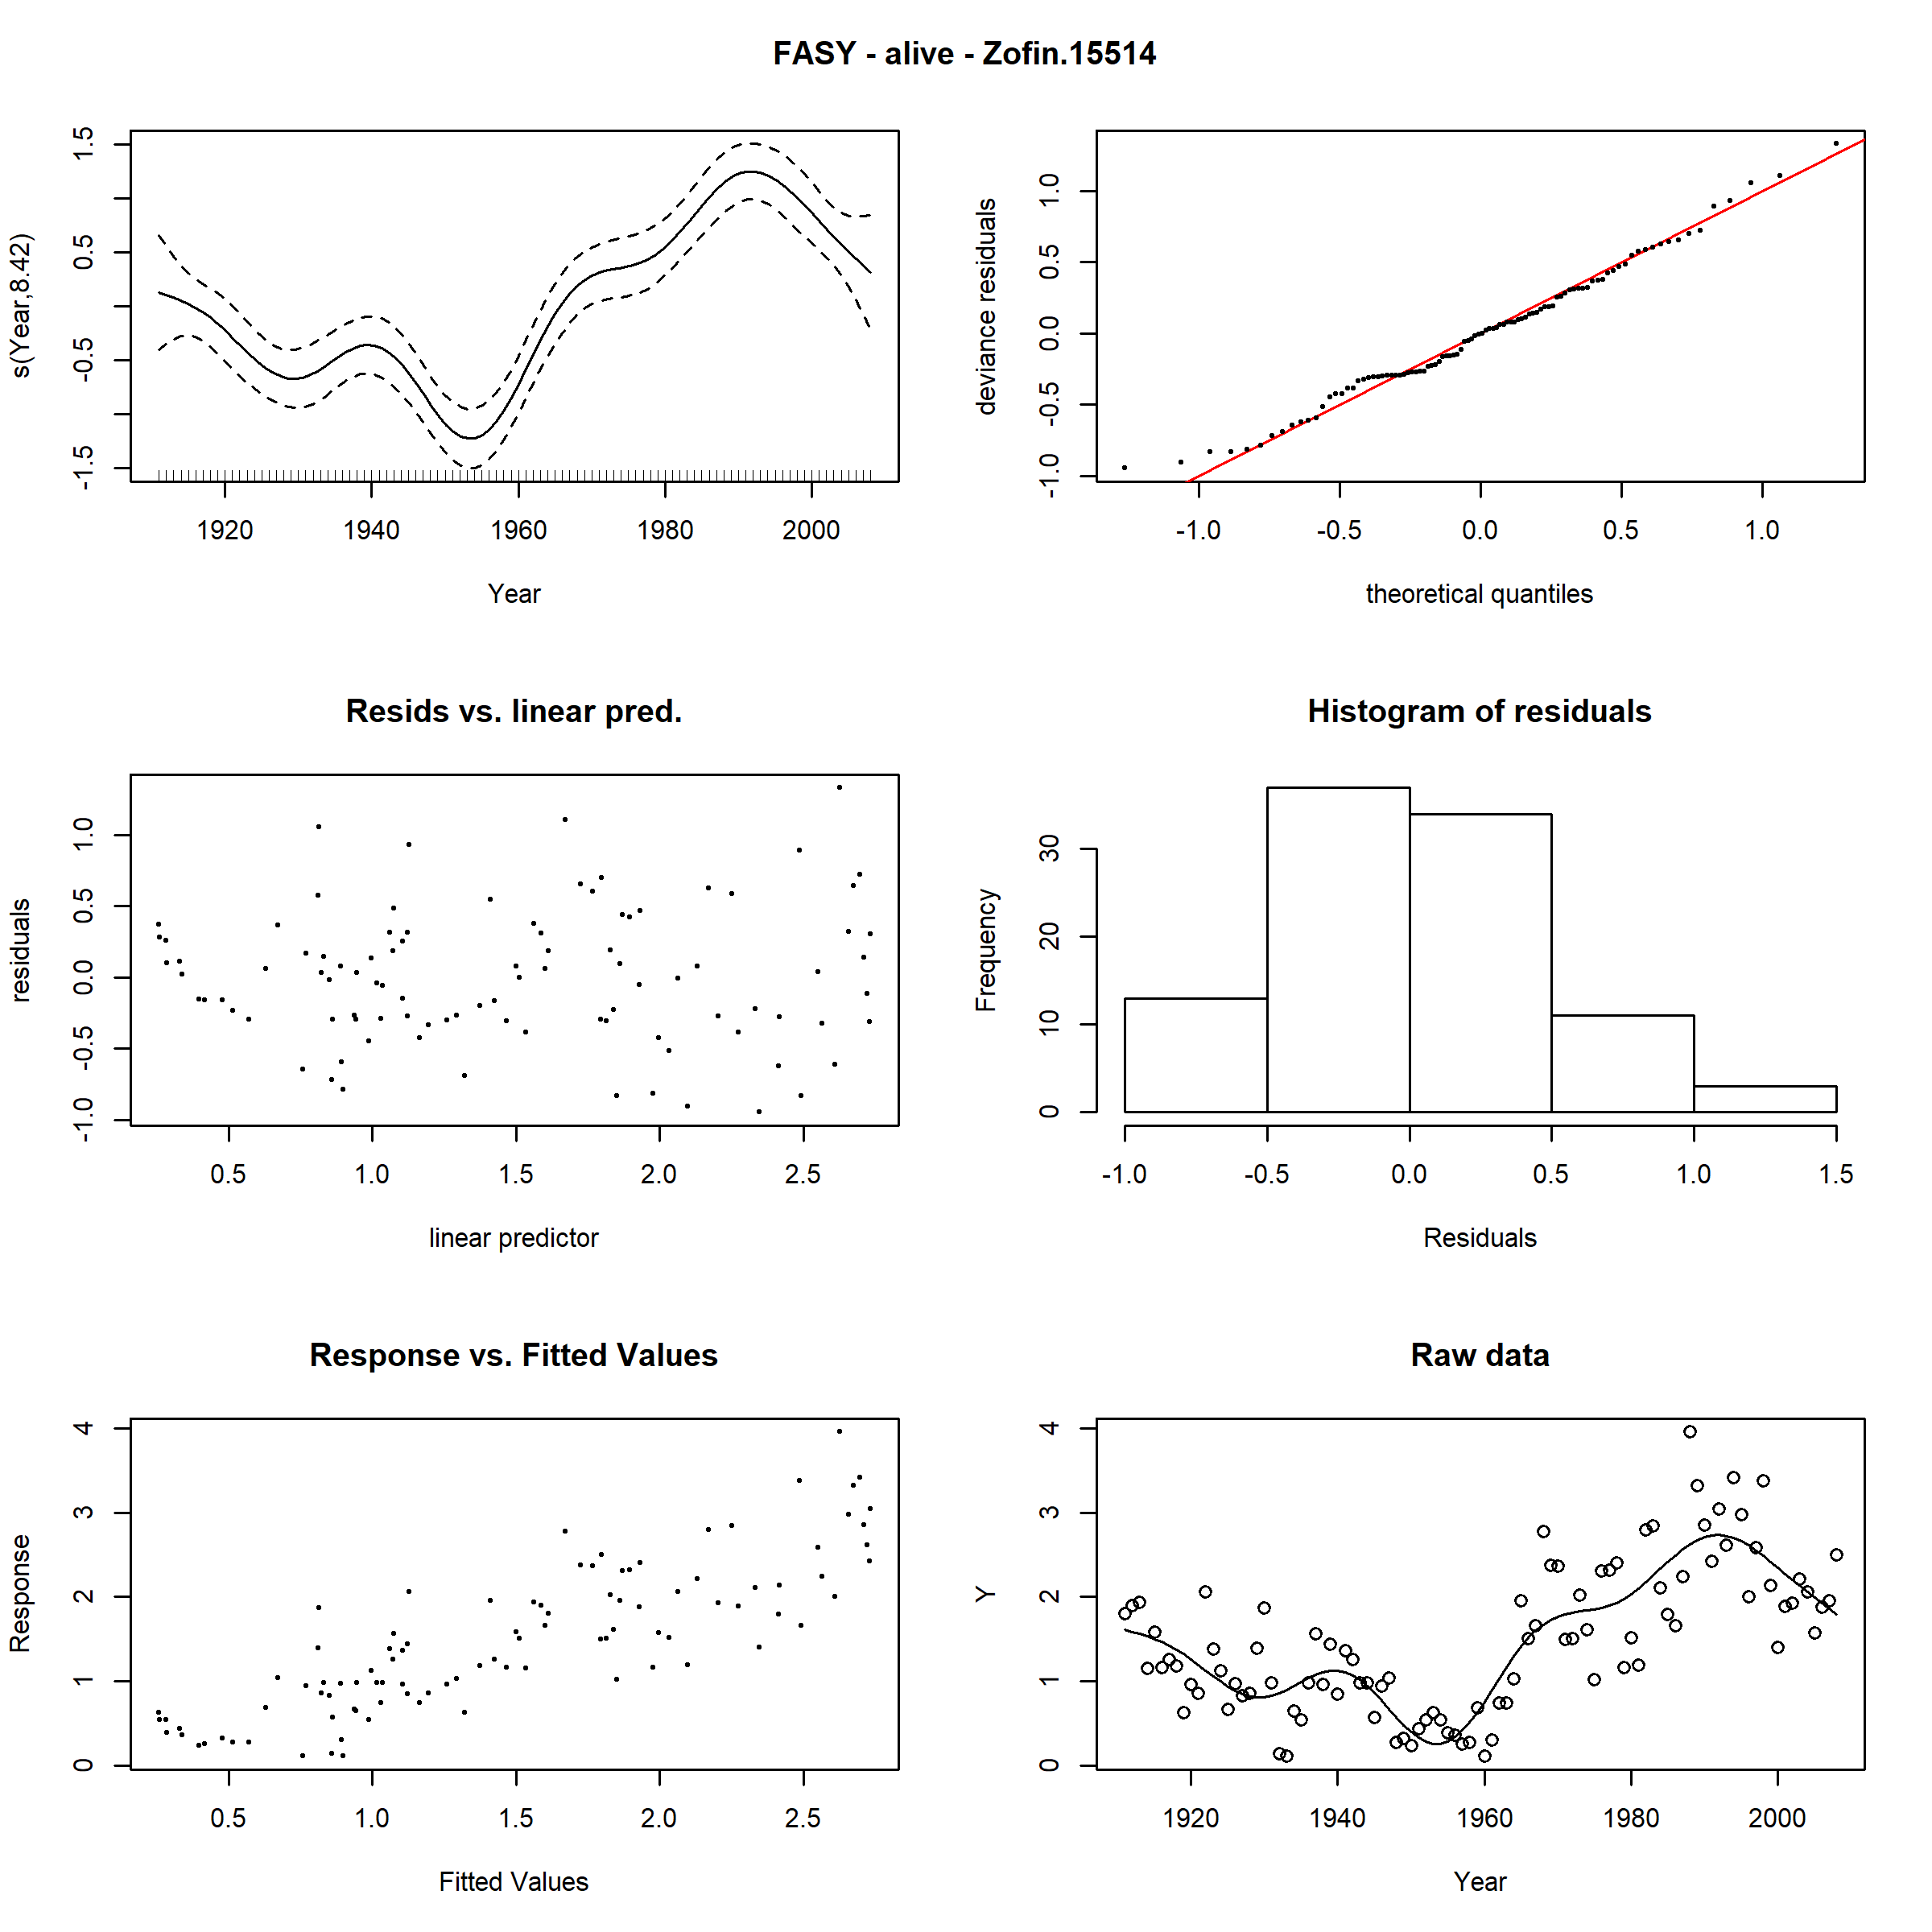 FASY - alive - Zofin.15514
s(Year,8.42)
1.5
0.5
-0.5
-1.5
1920 1940 1960 1980 2000
Year
deviance residuals
1.0
0.5
0.0
-0.5
-1.0
-1.0 -0.5 0.0 0.5 1.0
theoretical quantiles
Resids vs. linear pred.
residuals
1.0
0.5
0.0
-0.5
-1.0
0.5 1.0 1.5 2.0 2.5
linear predictor
Histogram of residuals
Frequency
30
20
10
0
-1.0 -0.5 0.0 0.5 1.0 1.5
Residuals
Response vs. Fitted Values
Response
4
3
2
1
0
0.5 1.0 1.5 2.0 2.5
Fitted Values
Raw data
Y
4
3
2
1
0
1920 1940 1960 1980 2000
Year